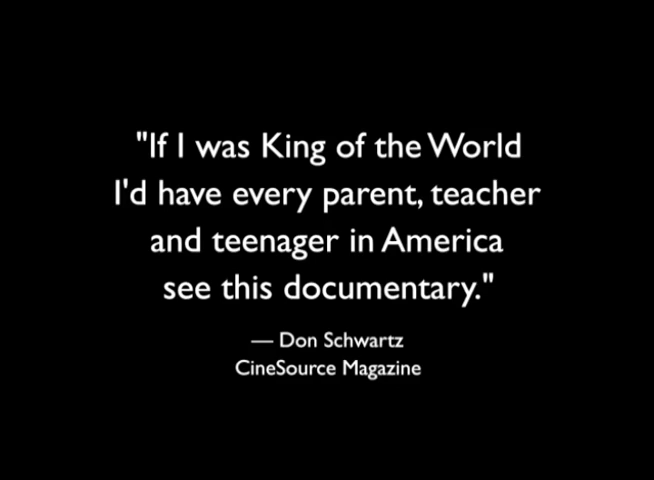 "If I was King of the World
I'd have every parent, teacher
and teenager in America
see this documentary."
— Don Schwartz
CineSource Magazine